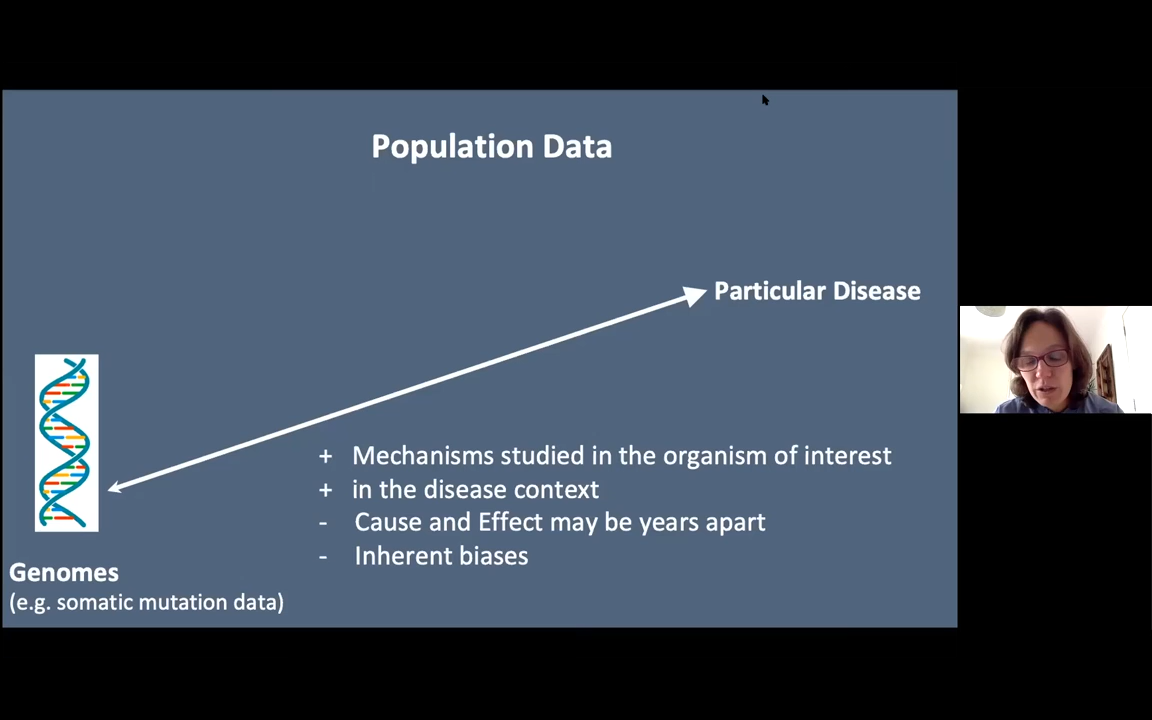 Population Data
Particular Disease
+ Mechanisms studied in the organism of interest
+ in the disease context
- Cause and Effect may be years apart
- Inherent biases
Genomes
(e.g. somatic mutation data)